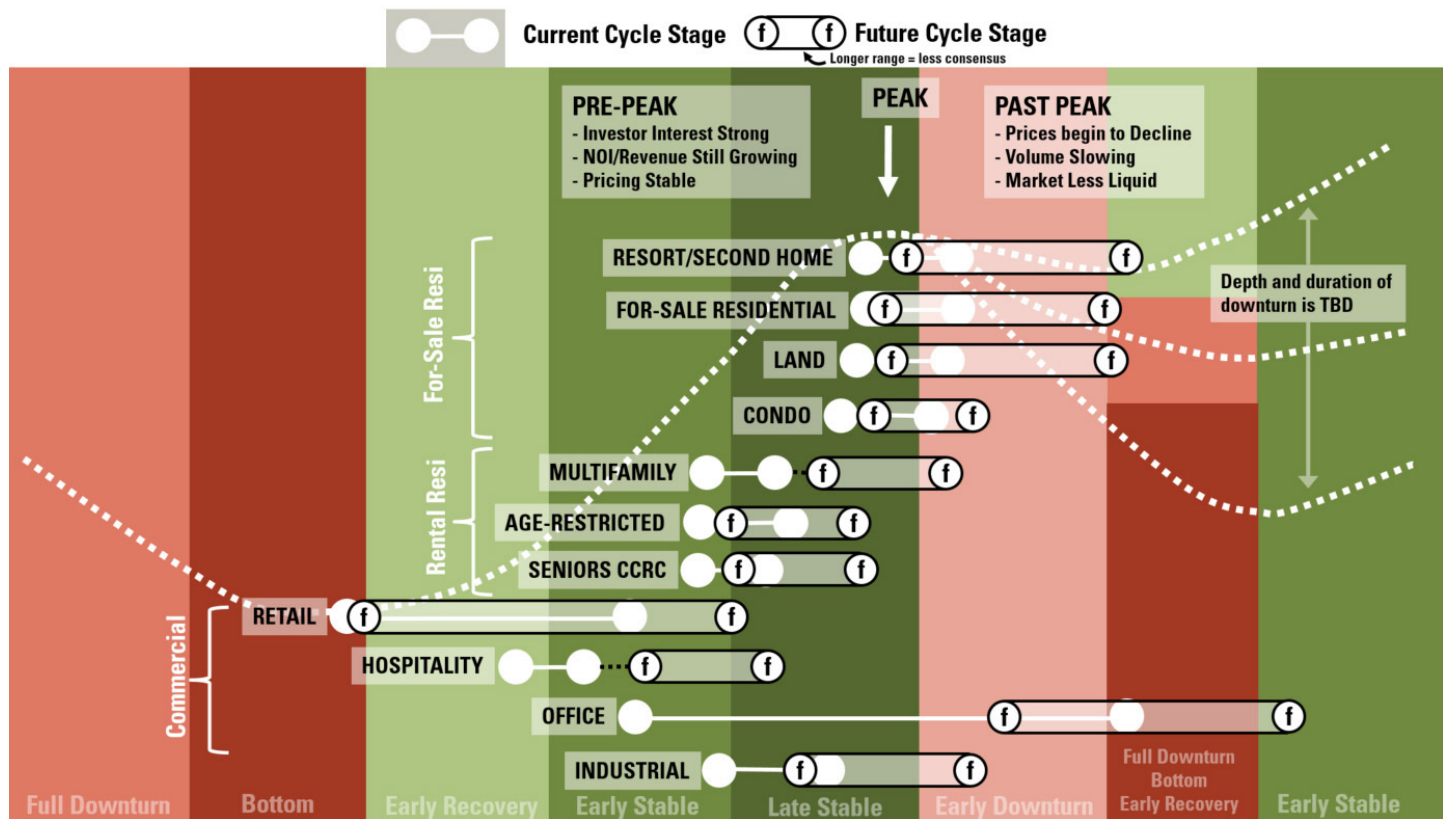 Current Cycle Stage
f f Future Cycle Stage
Longer range = less consensus
PRE-PEAK
- Investor Interest Strong
- NOI/Revenue Still Growing
- Pricing Stable
PEAK
PAST PEAK
- Prices begin to Decline
- Volume Slowing
- Market Less Liquid
For-Sale Resi
RESORT/SECOND HOME f f
FOR-SALE RESIDENTIAL f f
LAND f f
CONDO f f
Depth and duration of
downturn is TBD
Rental Resi
MULTIFAMILY f f
AGE-RESTRICTED f f
SENIORS CCRC f f
Commercial
RETAIL f f
HOSPITALITY f f
OFFICE f f
INDUSTRIAL f f
Full Downturn
Bottom
Early Recovery
Early Stable
Late Stable
Early Downturn
Full Downturn
Bottom
Early Recovery
Early Stable